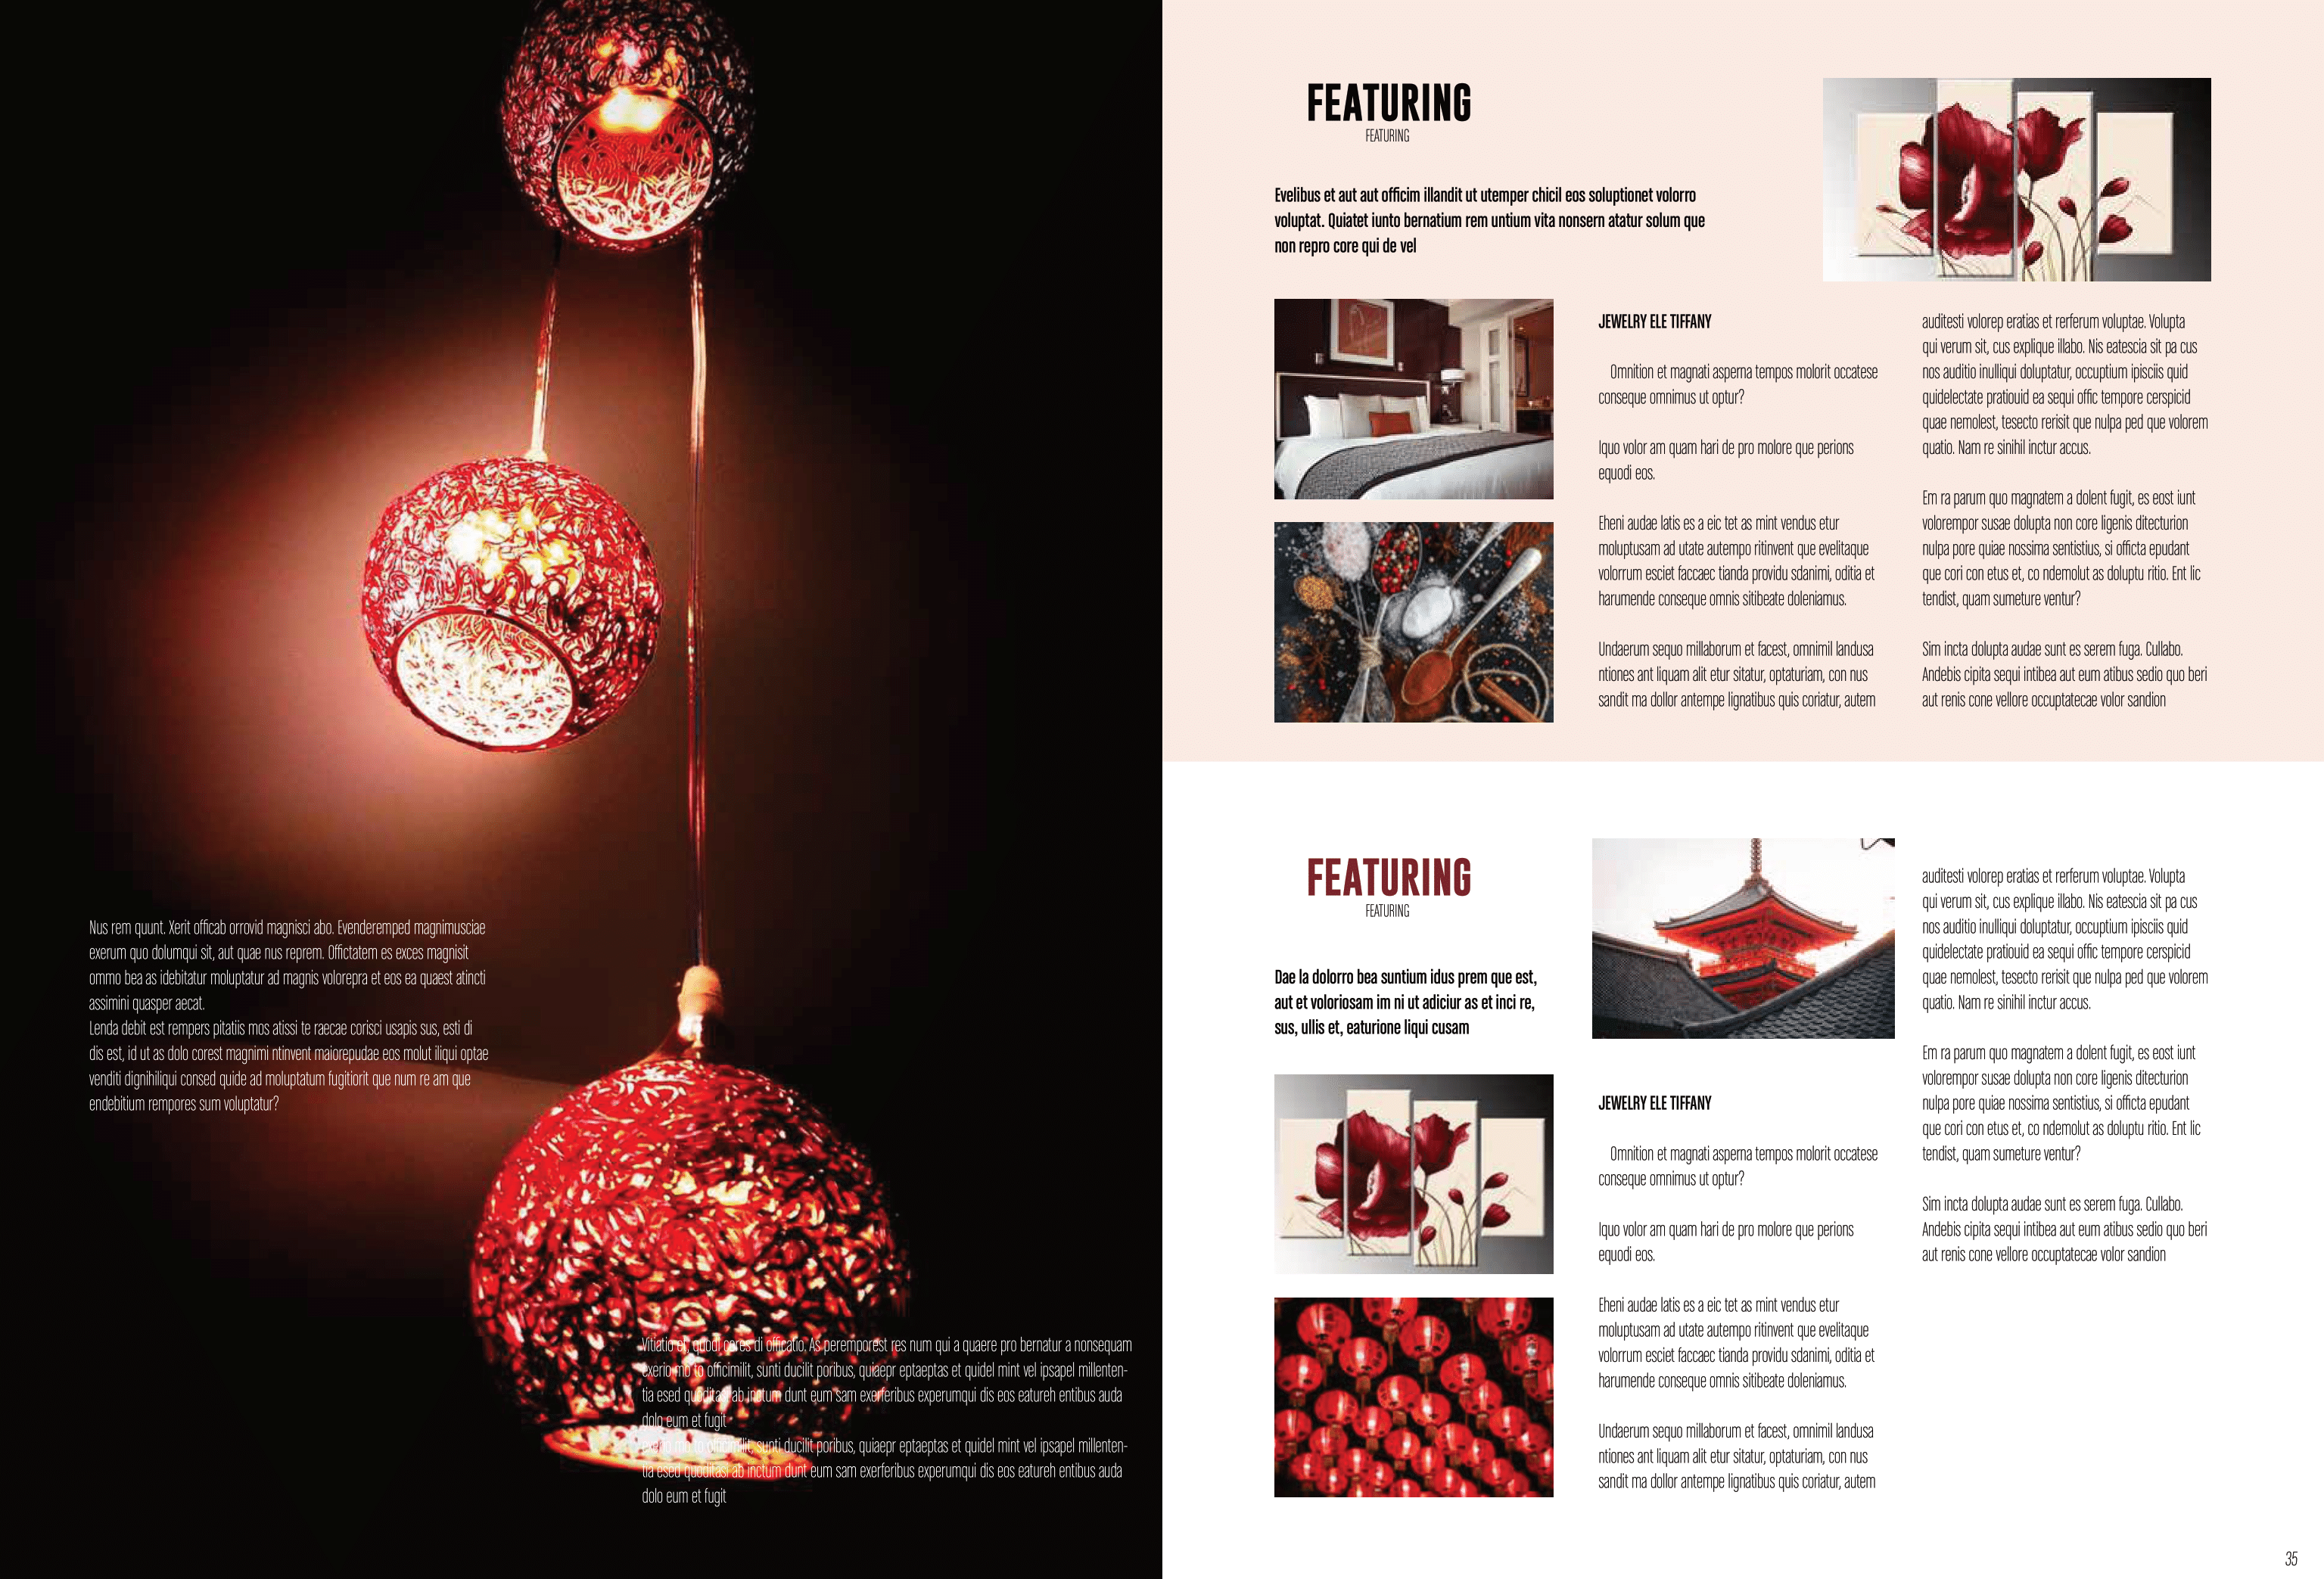 Nus rem quunt. Xerit officab orrovid magnisci abo. Evenderemped magnimusciae
exerum quo dolumqui sit, aut quae nus reprem. Offictatem es exces magnisit
ommo bea as idebitatur moluptatur ad magnis volorepra et eos ea quaest atincti
assimini quasper aecat.
Lenda debit est rempers pitatiis mos atissi te raecae corisci usapis sus, esti di
dis est, id ut as dolo corest magnimi ntinvent maiorepudae eos molut iliqui optae
venditi dignihiliqui consed quide ad moluptatum fugitiorit que num re am que
endebitium rempores sum voluptatur?
Vitiatio et, quodi cores di officatio. As peremporest res num qui a quaere pro bernatur a nonsequam
exerio mo to officimilit, sunti ducilit poribus, quiaepr eptaeptas et quidel mint vel ipsapel millenten-
tia esed quoditasi ab inctum dunt eum sam exerferibus experumqui dis eos eatureh entibus auda
dolo eum et fugit
exerio mo to officimilit, sunti ducilit poribus, quiaepr eptaeptas et quidel mint vel ipsapel millenten-
tia esed quoditasi ab inctum dunt eum sam exerferibus experumqui dis eos eatureh entibus auda
dolo eum et fugit
FEATURING
FEATURING
Evelibus et aut aut officim illandit ut utemper chicil eos soluptionet volorro
voluptat. Quiatet iunto bernatium rem untium vita nonsern atatur solum que
non repro core qui de vel
JEWELRY ELE TIFFANY
Omnition et magnati asperna tempos molorit occatese
conseque omnimus ut optur?
Iquo volor am quam hari de pro molore que perions
equodi eos.
Eheni audae latis es a eic tet as mint vendus etur
moluptusam ad utate autempo ritinvent que evelitaque
volorrum esciet faccaec tianda providu sdanimi, oditia et
harumende conseque omnis sitibeate doleniamus.
Undaerum sequo millaborum et facest, omnimil landusa
ntiones ant liquam alit etur sitatur, optaturiam, con nus
sandit ma dollor antempe lignatibus quis coriatur, autem
auditesti volorep eratias et rerferum voluptae. Volupta
qui verum sit, cus explique illabo. Nis eatescia sit pa cus
nos auditio inulliqui doluptatur, occuptium ipisciis quid
quidelectate pratiouid ea sequi offic tempore cerspicid
quae nemolest, tesecto rerisit que nulpa ped que volorem
quatio. Nam re sinihil inctur accus.
Em ra parum quo magnatem a dolent fugit, es eost iunt
volorempor susae dolupta non core ligenis ditecturion
nulpa pore quiae nossima sentistius, si officta epudant
que cori con etus et, co ndemolut as doluptu ritio. Ent lic
tendist, quam sumeture ventur?
Sim incta dolupta audae sunt es serem fuga. Cullabo.
Andebis cipita sequi intibea aut eum atibus sedio quo beri
aut renis cone vellore occuptatecae volor sandion
FEATURING
FEATURING
Dae la dolorro bea suntium idus prem que est,
aut et voloriosam im ni ut adiciur as et inci re,
sus, ullis et, eaturione liqui cusam
JEWELRY ELE TIFFANY
Omnition et magnati asperna tempos molorit occatese
conseque omnimus ut optur?
Iquo volor am quam hari de pro molore que perions
equodi eos.
Eheni audae latis es a eic tet as mint vendus etur
moluptusam ad utate autempo ritinvent que evelitaque
volorrum esciet faccaec tianda providu sdanimi, oditia et
harumende conseque omnis sitibeate doleniamus.
Undaerum sequo millaborum et facest, omnimil landusa
ntiones ant liquam alit etur sitatur, optaturiam, con nus
sandit ma dollor antempe lignatibus quis coriatur, autem
auditesti volorep eratias et rerferum voluptae. Volupta
qui verum sit, cus explique illabo. Nis eatescia sit pa cus
nos auditio inulliqui doluptatur, occuptium ipisciis quid
quidelectate pratiouid ea sequi offic tempore cerspicid
quae nemolest, tesecto rerisit que nulpa ped que volorem
quatio. Nam re sinihil inctur accus.
Em ra parum quo magnatem a dolent fugit, es eost iunt
volorempor susae dolupta non core ligenis ditecturion
nulpa pore quiae nossima sentistius, si officta epudant
que cori con etus et, co ndemolut as doluptu ritio. Ent lic
tendist, quam sumeture ventur?
Sim incta dolupta audae sunt es serem fuga. Cullabo.
Andebis cipita sequi intibea aut eum atibus sedio quo beri
aut renis cone vellore occuptatecae volor sandion
35